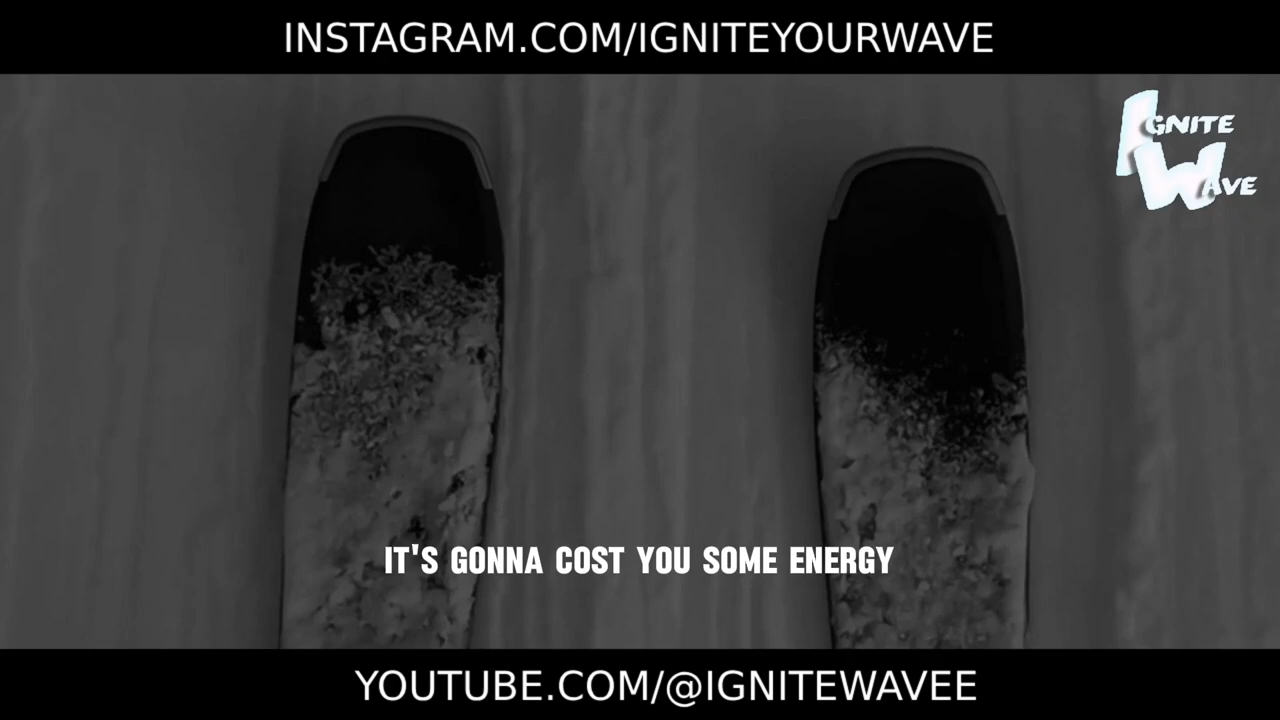 INSTAGRAM.COM/IGNITEYOURWAVE
IGNITE
WAVE
IT'S GONNA COST YOU SOME ENERGY
YOUTUBE.COM/@IGNITEWAVEE